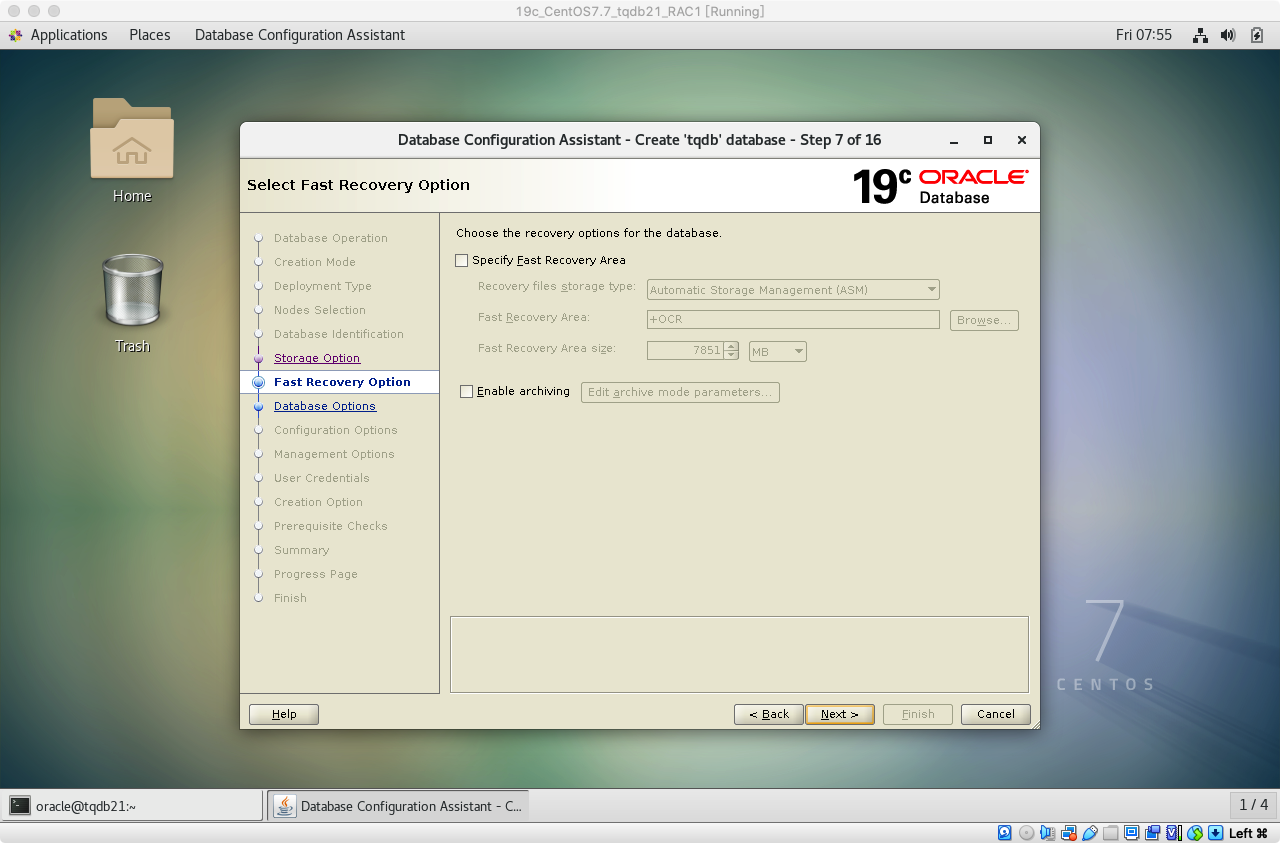 19c_CentOS7.7_tqdb21_RAC1 [Running]
Applications Places Database Configuration Assistant Fri 07:55
Home
Trash
Database Configuration Assistant - Create 'tqdb' database - Step 7 of 16
Select Fast Recovery Option
19c ORACLE
Database
Database Operation
Creation Mode
Deployment Type
Nodes Selection
Database Identification
Storage Option
Fast Recovery Option
Database Options
Configuration Options
Management Options
User Credentials
Creation Option
Prerequisite Checks
Summary
Progress Page
Finish
Choose the recovery options for the database.
Specify Fast Recovery Area
Recovery files storage type: Automatic Storage Management (ASM)
Fast Recovery Area: +OCR Browse...
Fast Recovery Area size: 7851 MB
Enable archiving Edit archive mode parameters...
Help < Back Next > Finish Cancel
7
CENTOS
oracle@tqdb21:~ Database Configuration Assistant - C... 1 / 4
Left ⌘